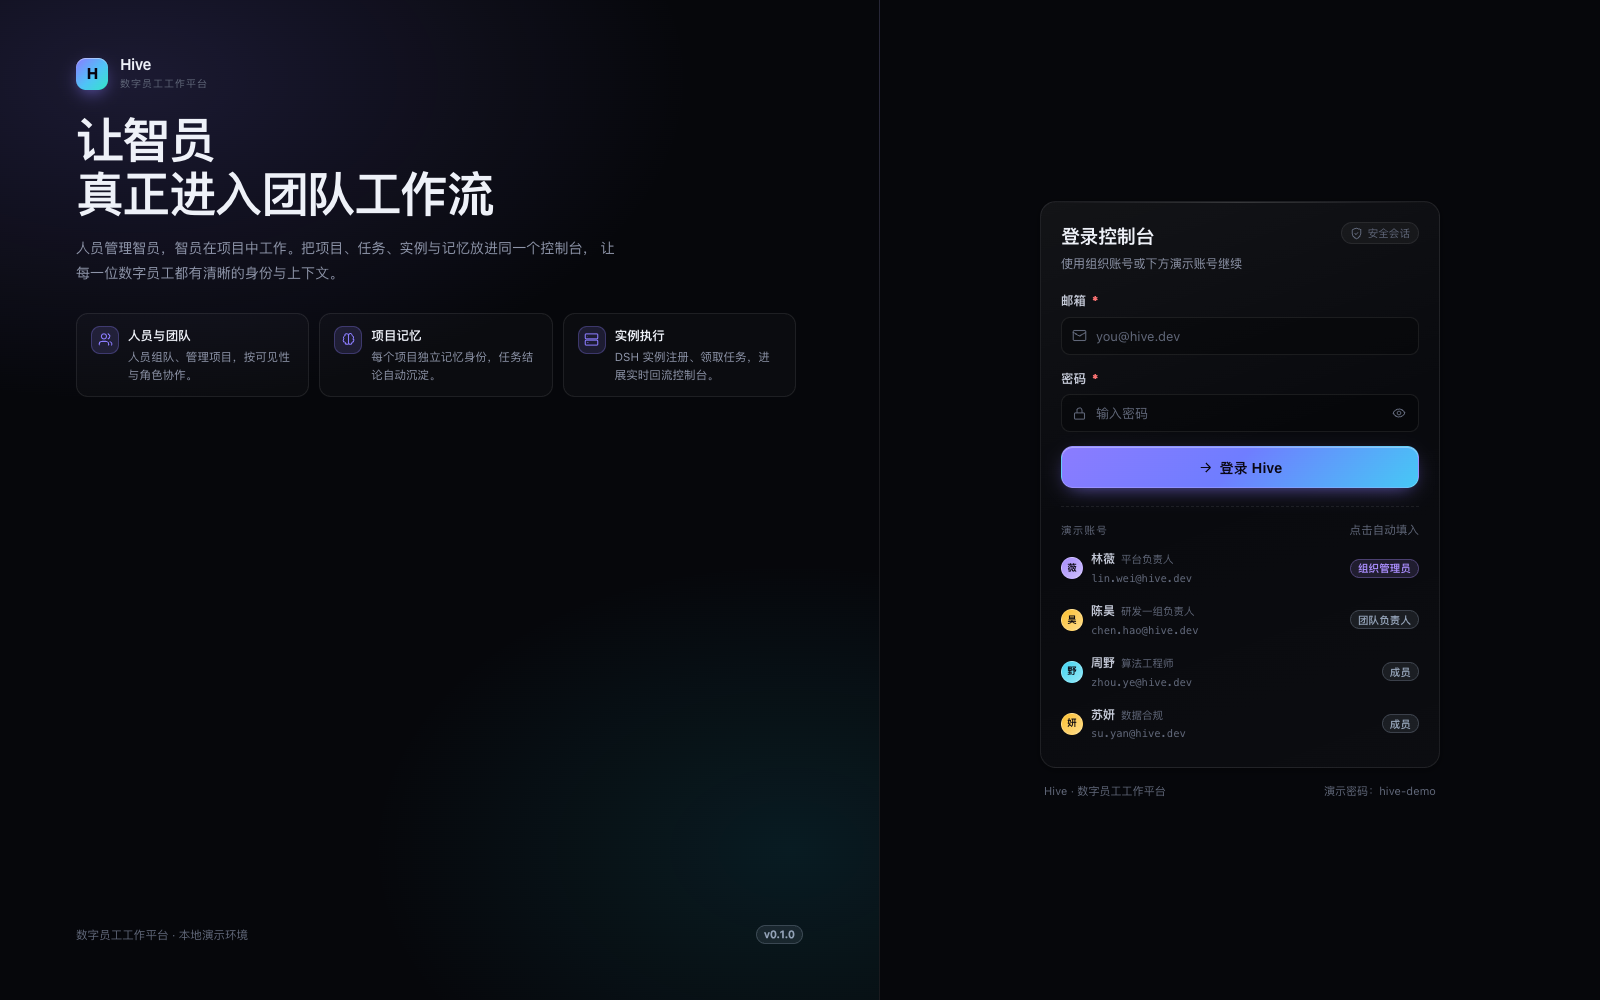 H
Hive
数字员工工作平台
让智员
真正进入团队工作流
人员管理智员，智员在项目中工作。把项目、任务、实例与记忆放进同一个控制台， 让
每一位数字员工都有清晰的身份与上下文。
人员与团队
人员组队、管理项目，按可见性
与角色协作。
项目记忆
每个项目独立记忆身份，任务结
论自动沉淀。
实例执行
DSH 实例注册、领取任务，进
展实时回流控制台。
数字员工工作平台 · 本地演示环境
v0.1.0
登录控制台
安全会话
使用组织账号或下方演示账号继续
邮箱 *
you@hive.dev
密码 *
输入密码
→ 登录 Hive
演示账号
点击自动填入
薇
林薇 平台负责人
lin.wei@hive.dev
组织管理员
昊
陈昊 研发一组负责人
chen.hao@hive.dev
团队负责人
野
周野 算法工程师
zhou.ye@hive.dev
成员
妍
苏妍 数据合规
su.yan@hive.dev
成员
Hive · 数字员工工作平台
演示密码：hive-demo